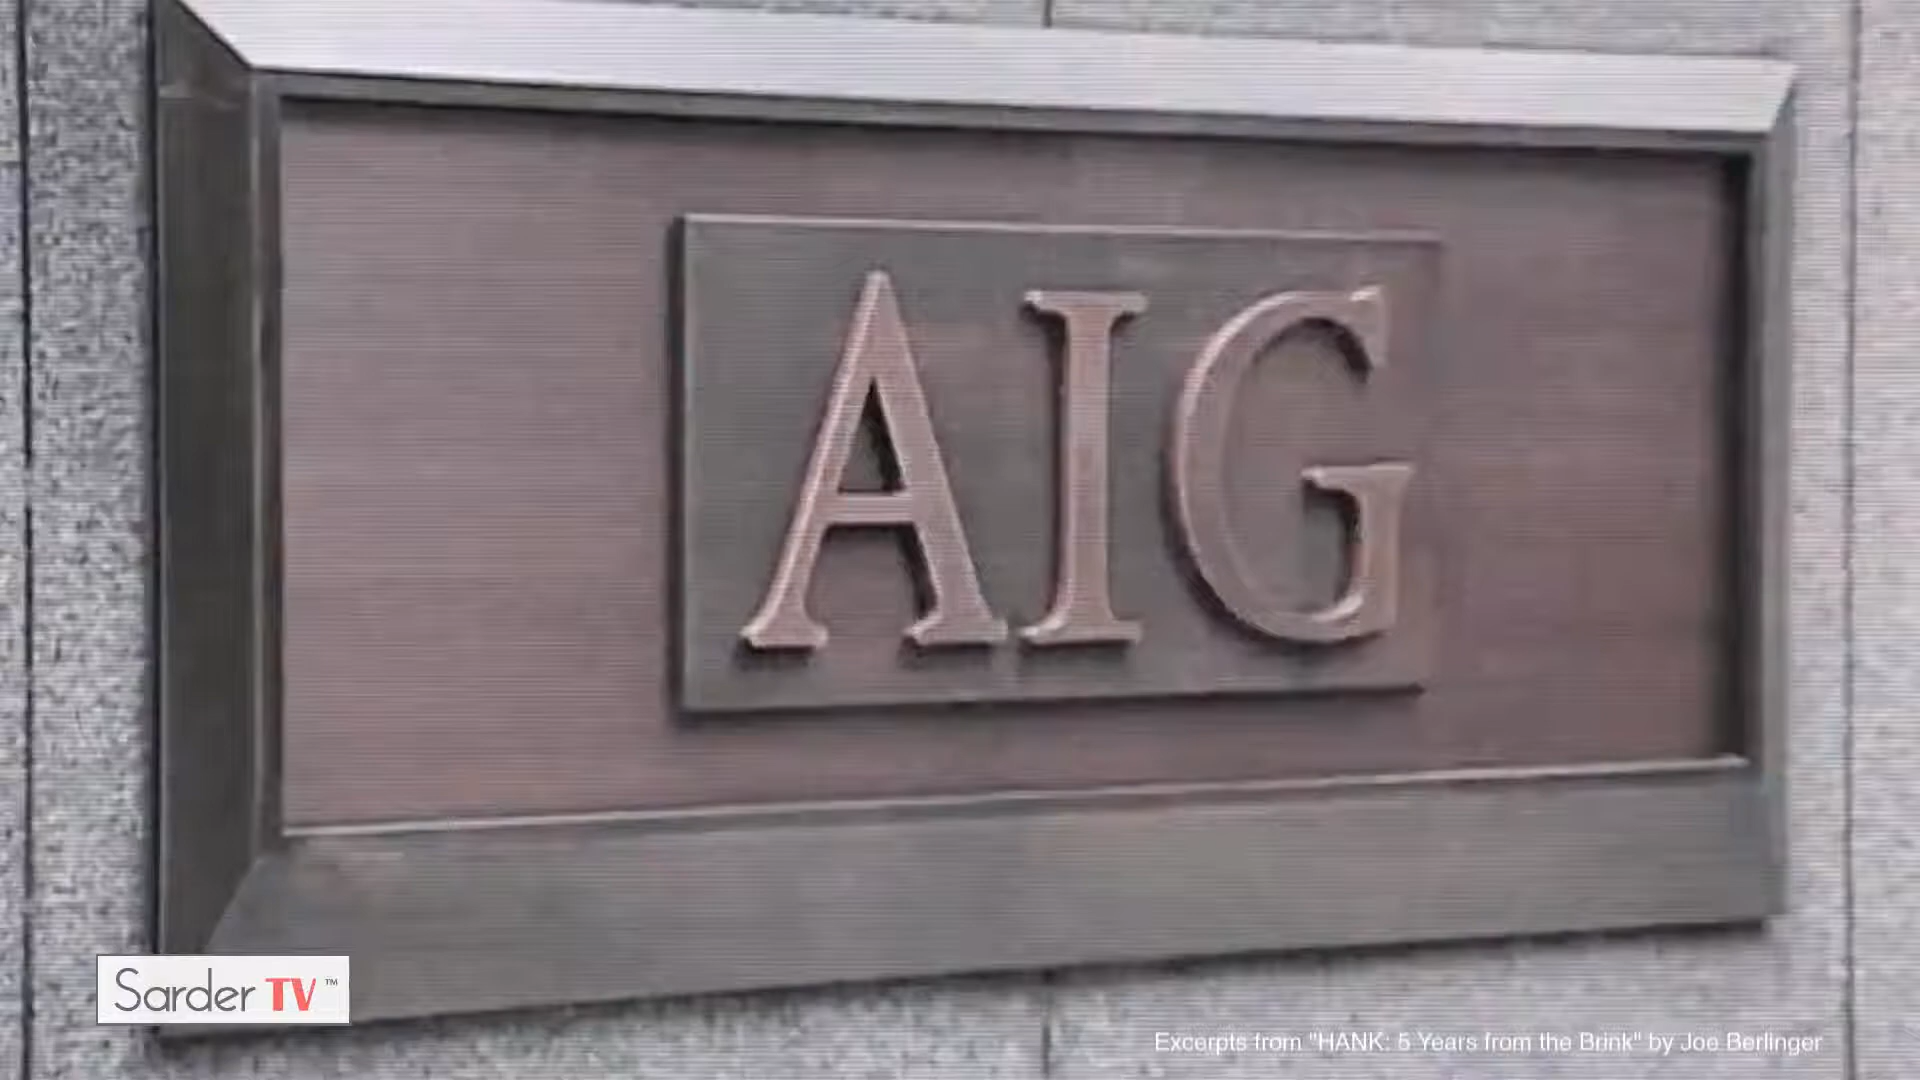 AIG
Sarder TV™
Excerpts from "HANK: 5 Years from the Brink" by Joe Berlinger